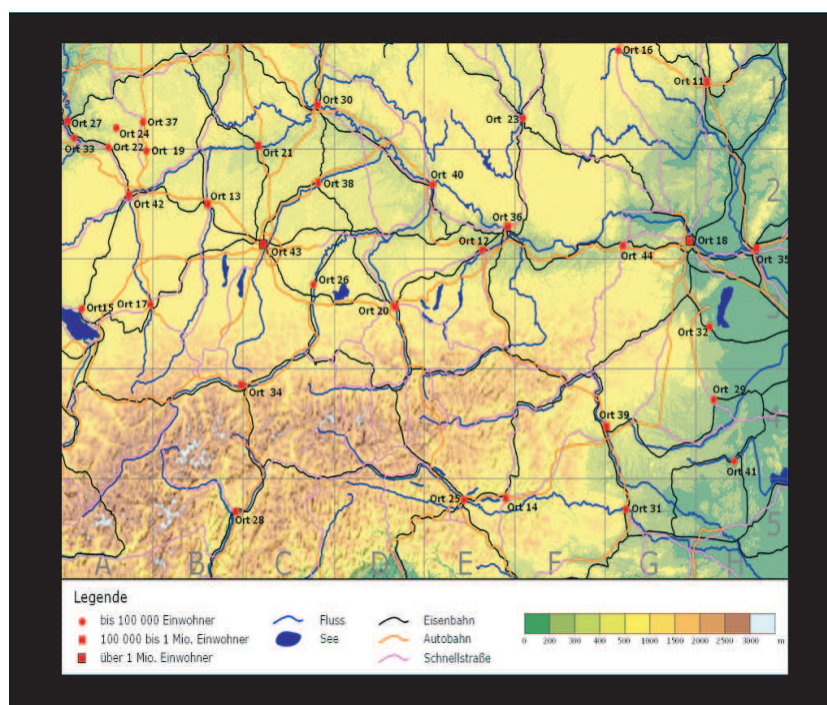 Ort 16
Ort 11
1
Ort 30
Ort 23
Ort 27
Ort 37
Ort 24
Ort 33
Ort 22
Ort 19
Ort 21
Ort 38
Ort 40
2
Ort 42
Ort 13
Ort 36
Ort 18
Ort 43
Ort 12
Ort 44
Ort 35
Ort 26
Ort15
Ort 17
Ort 20
3
Ort 32
Ort 34
Ort 29
4
Ort 39
Ort 41
Ort 25
Ort 14
Ort 31
Ort 28
5
A B C D E F G H
Legende
bis 100 000 Einwohner Fluss Eisenbahn
100 000 bis 1 Mio. Einwohner See Autobahn
über 1 Mio. Einwohner Schnellstraße
0 200 300 400 500 1000 1500 2000 2500 3000 m